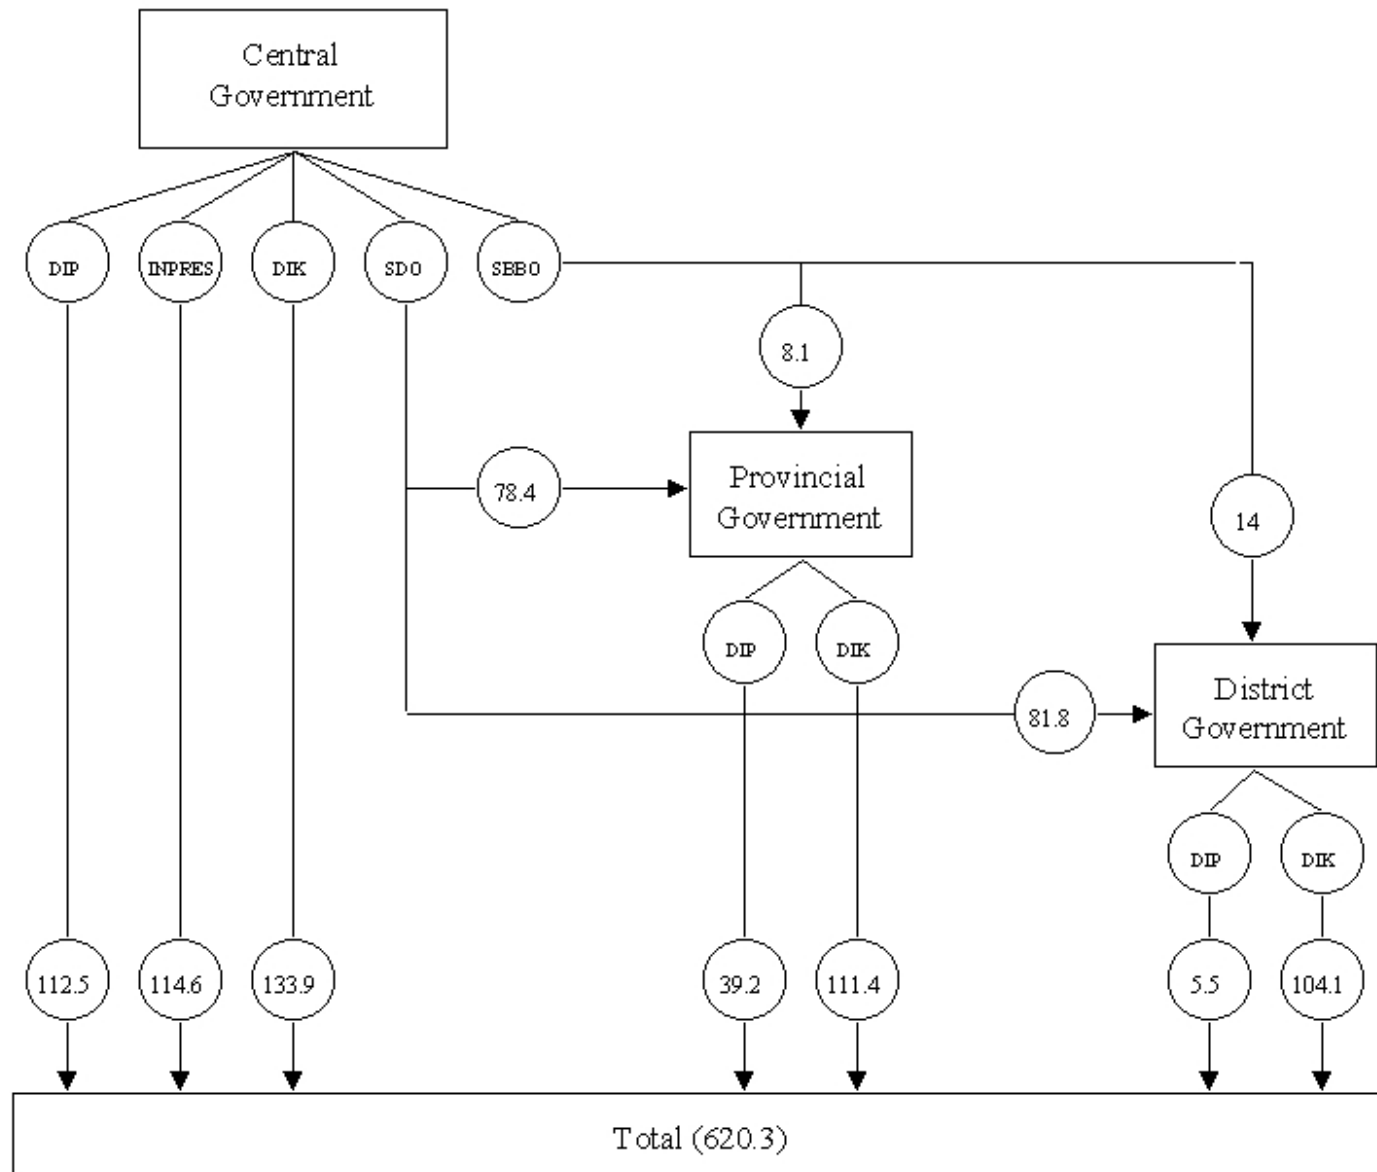 Central
Government
DIP
INPRES
DIK
SDO
SBBO
8.1
78.4
Provincial
Government
14
DIP
DIK
81.8
District
Government
DIP
DIK
112.5
114.6
133.9
39.2
111.4
5.5
104.1
Total (620.3)